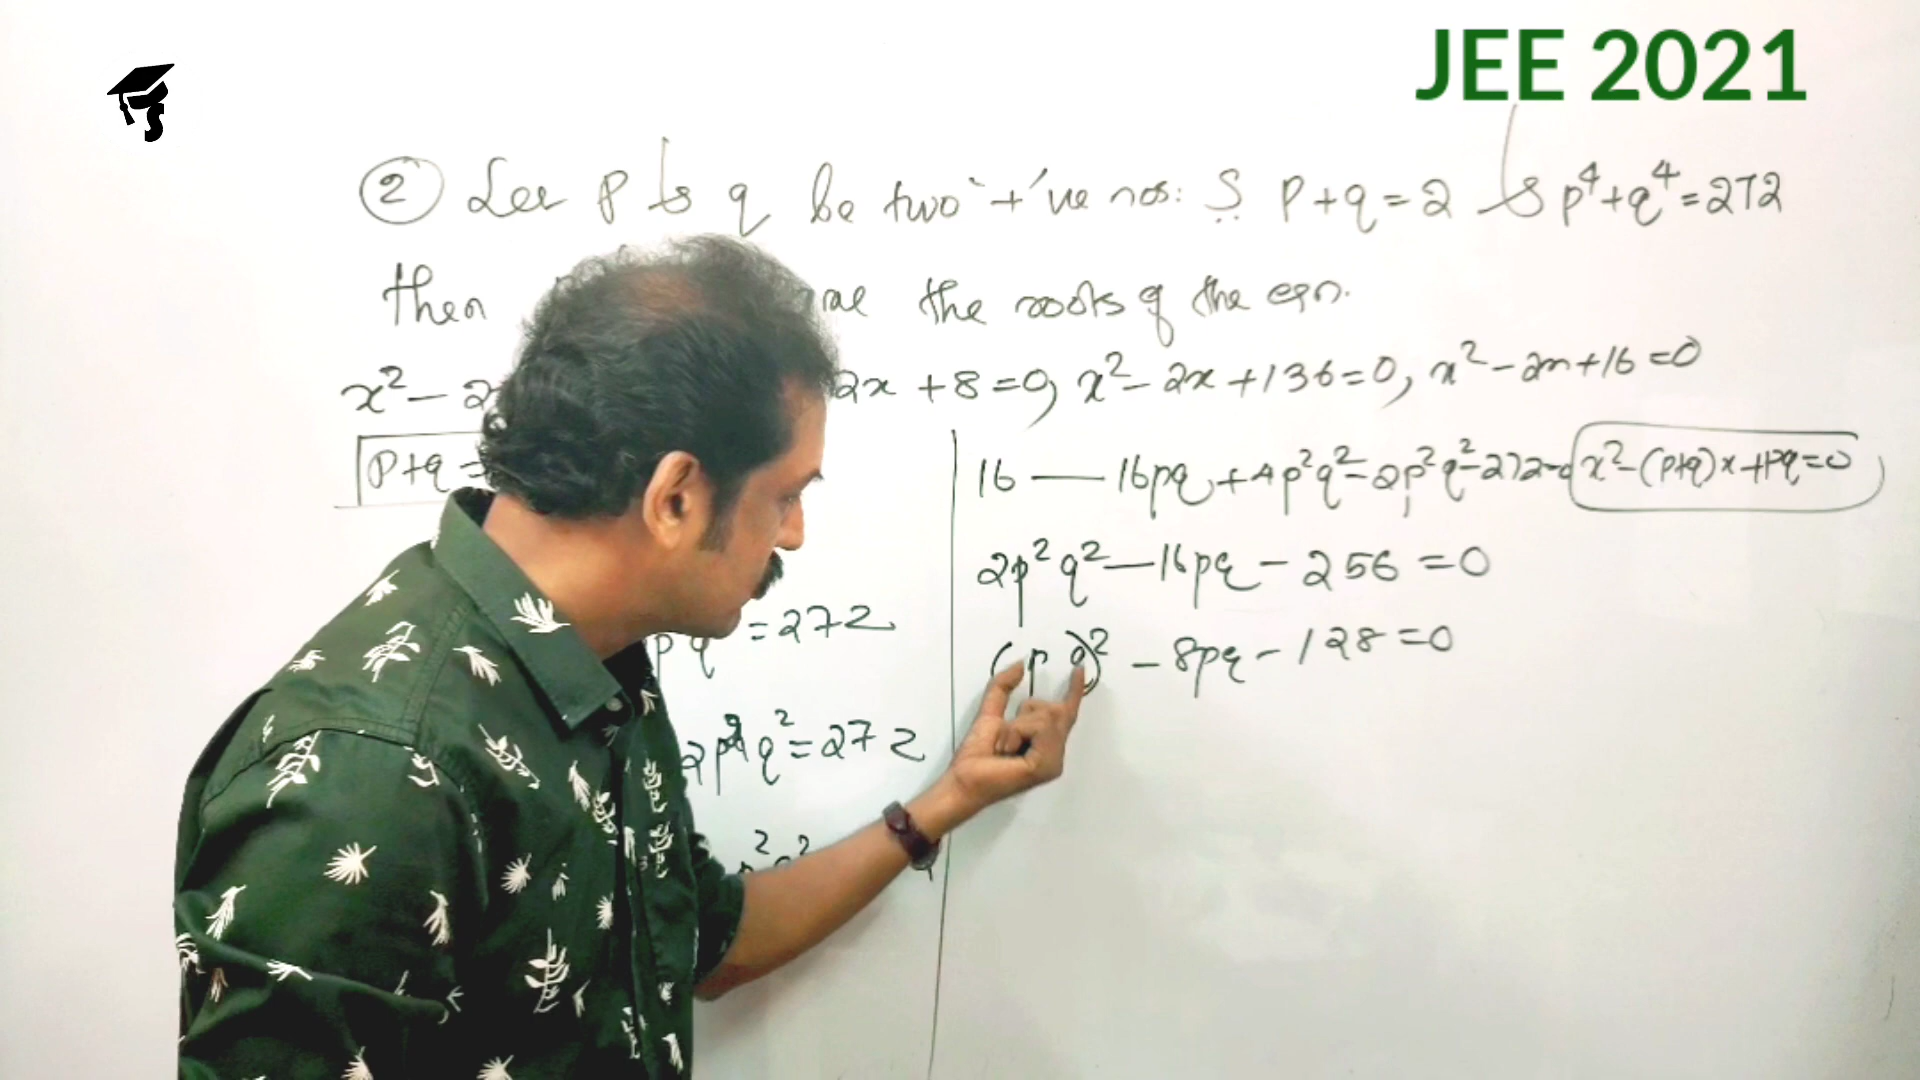 JEE 2021
② Let p & q be two +'ve nos: S.. p+q=2 & p⁴+q⁴=272
then are the roots of the eqn.
x²-2 2x+8=0, x²-2x+136=0, x²-2x+16=0
p+q=
=272
2p²q²=272
16-16pq+4p²q²-2p²q²-272=0
x²-(p+q)x+pq=0
2p²q²-16pq-256=0
(pq)²-8pq-128=0